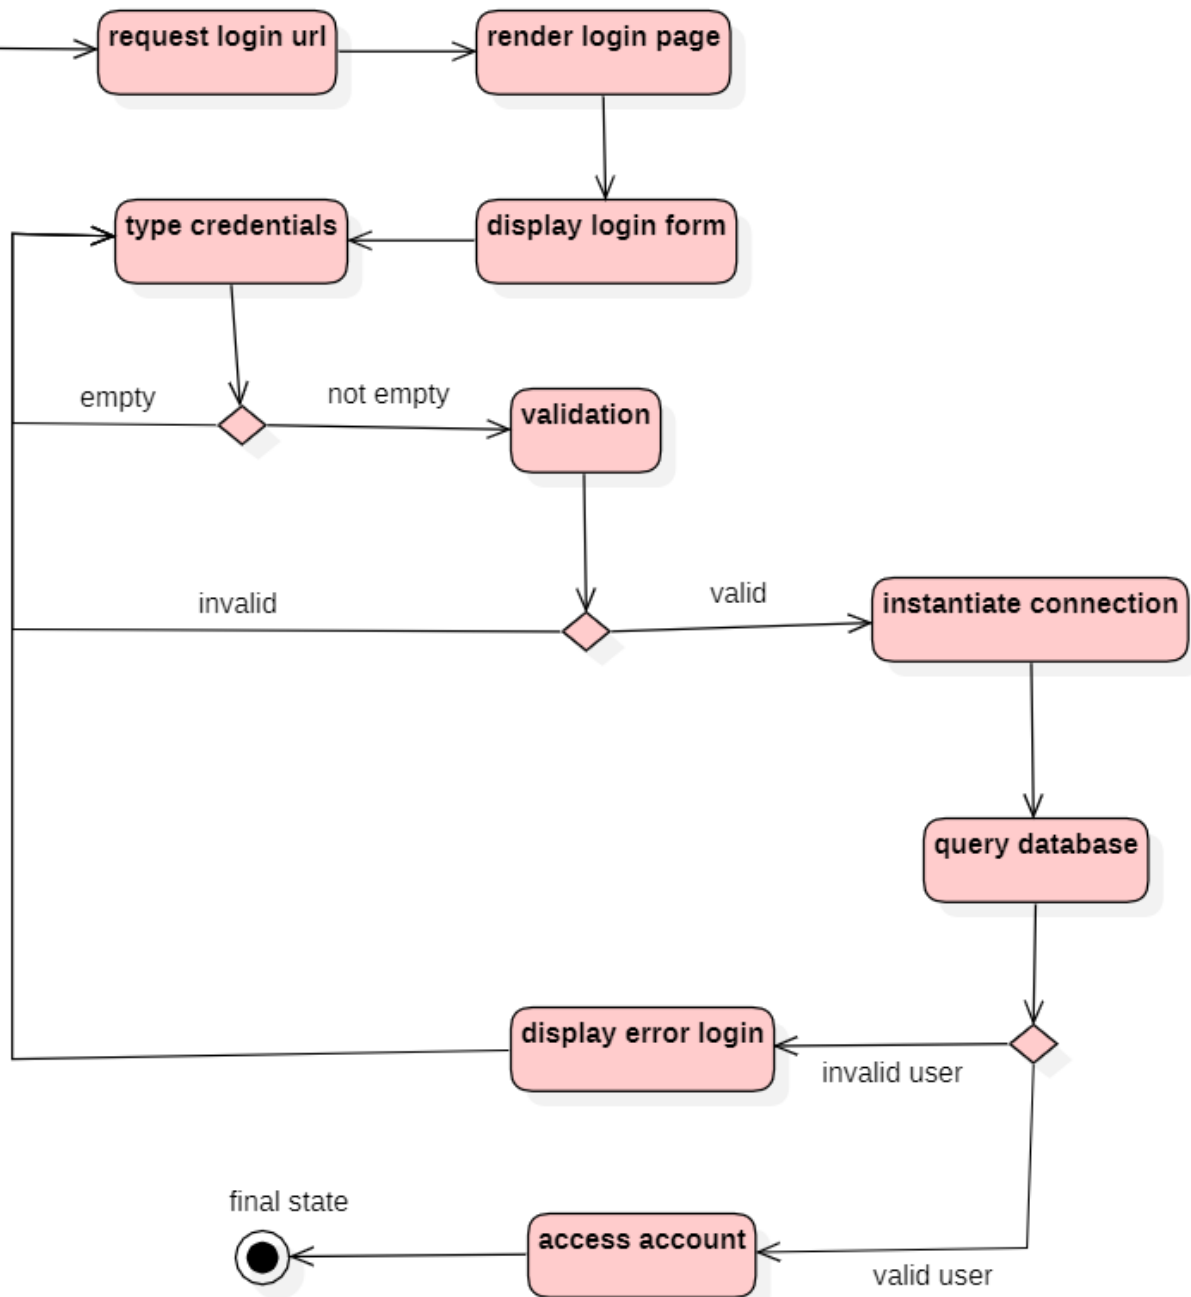 request login url
render login page
type credentials
display login form
empty
not empty
validation
invalid
valid
instantiate connection
query database
display error login
invalid user
final state
access account
valid user